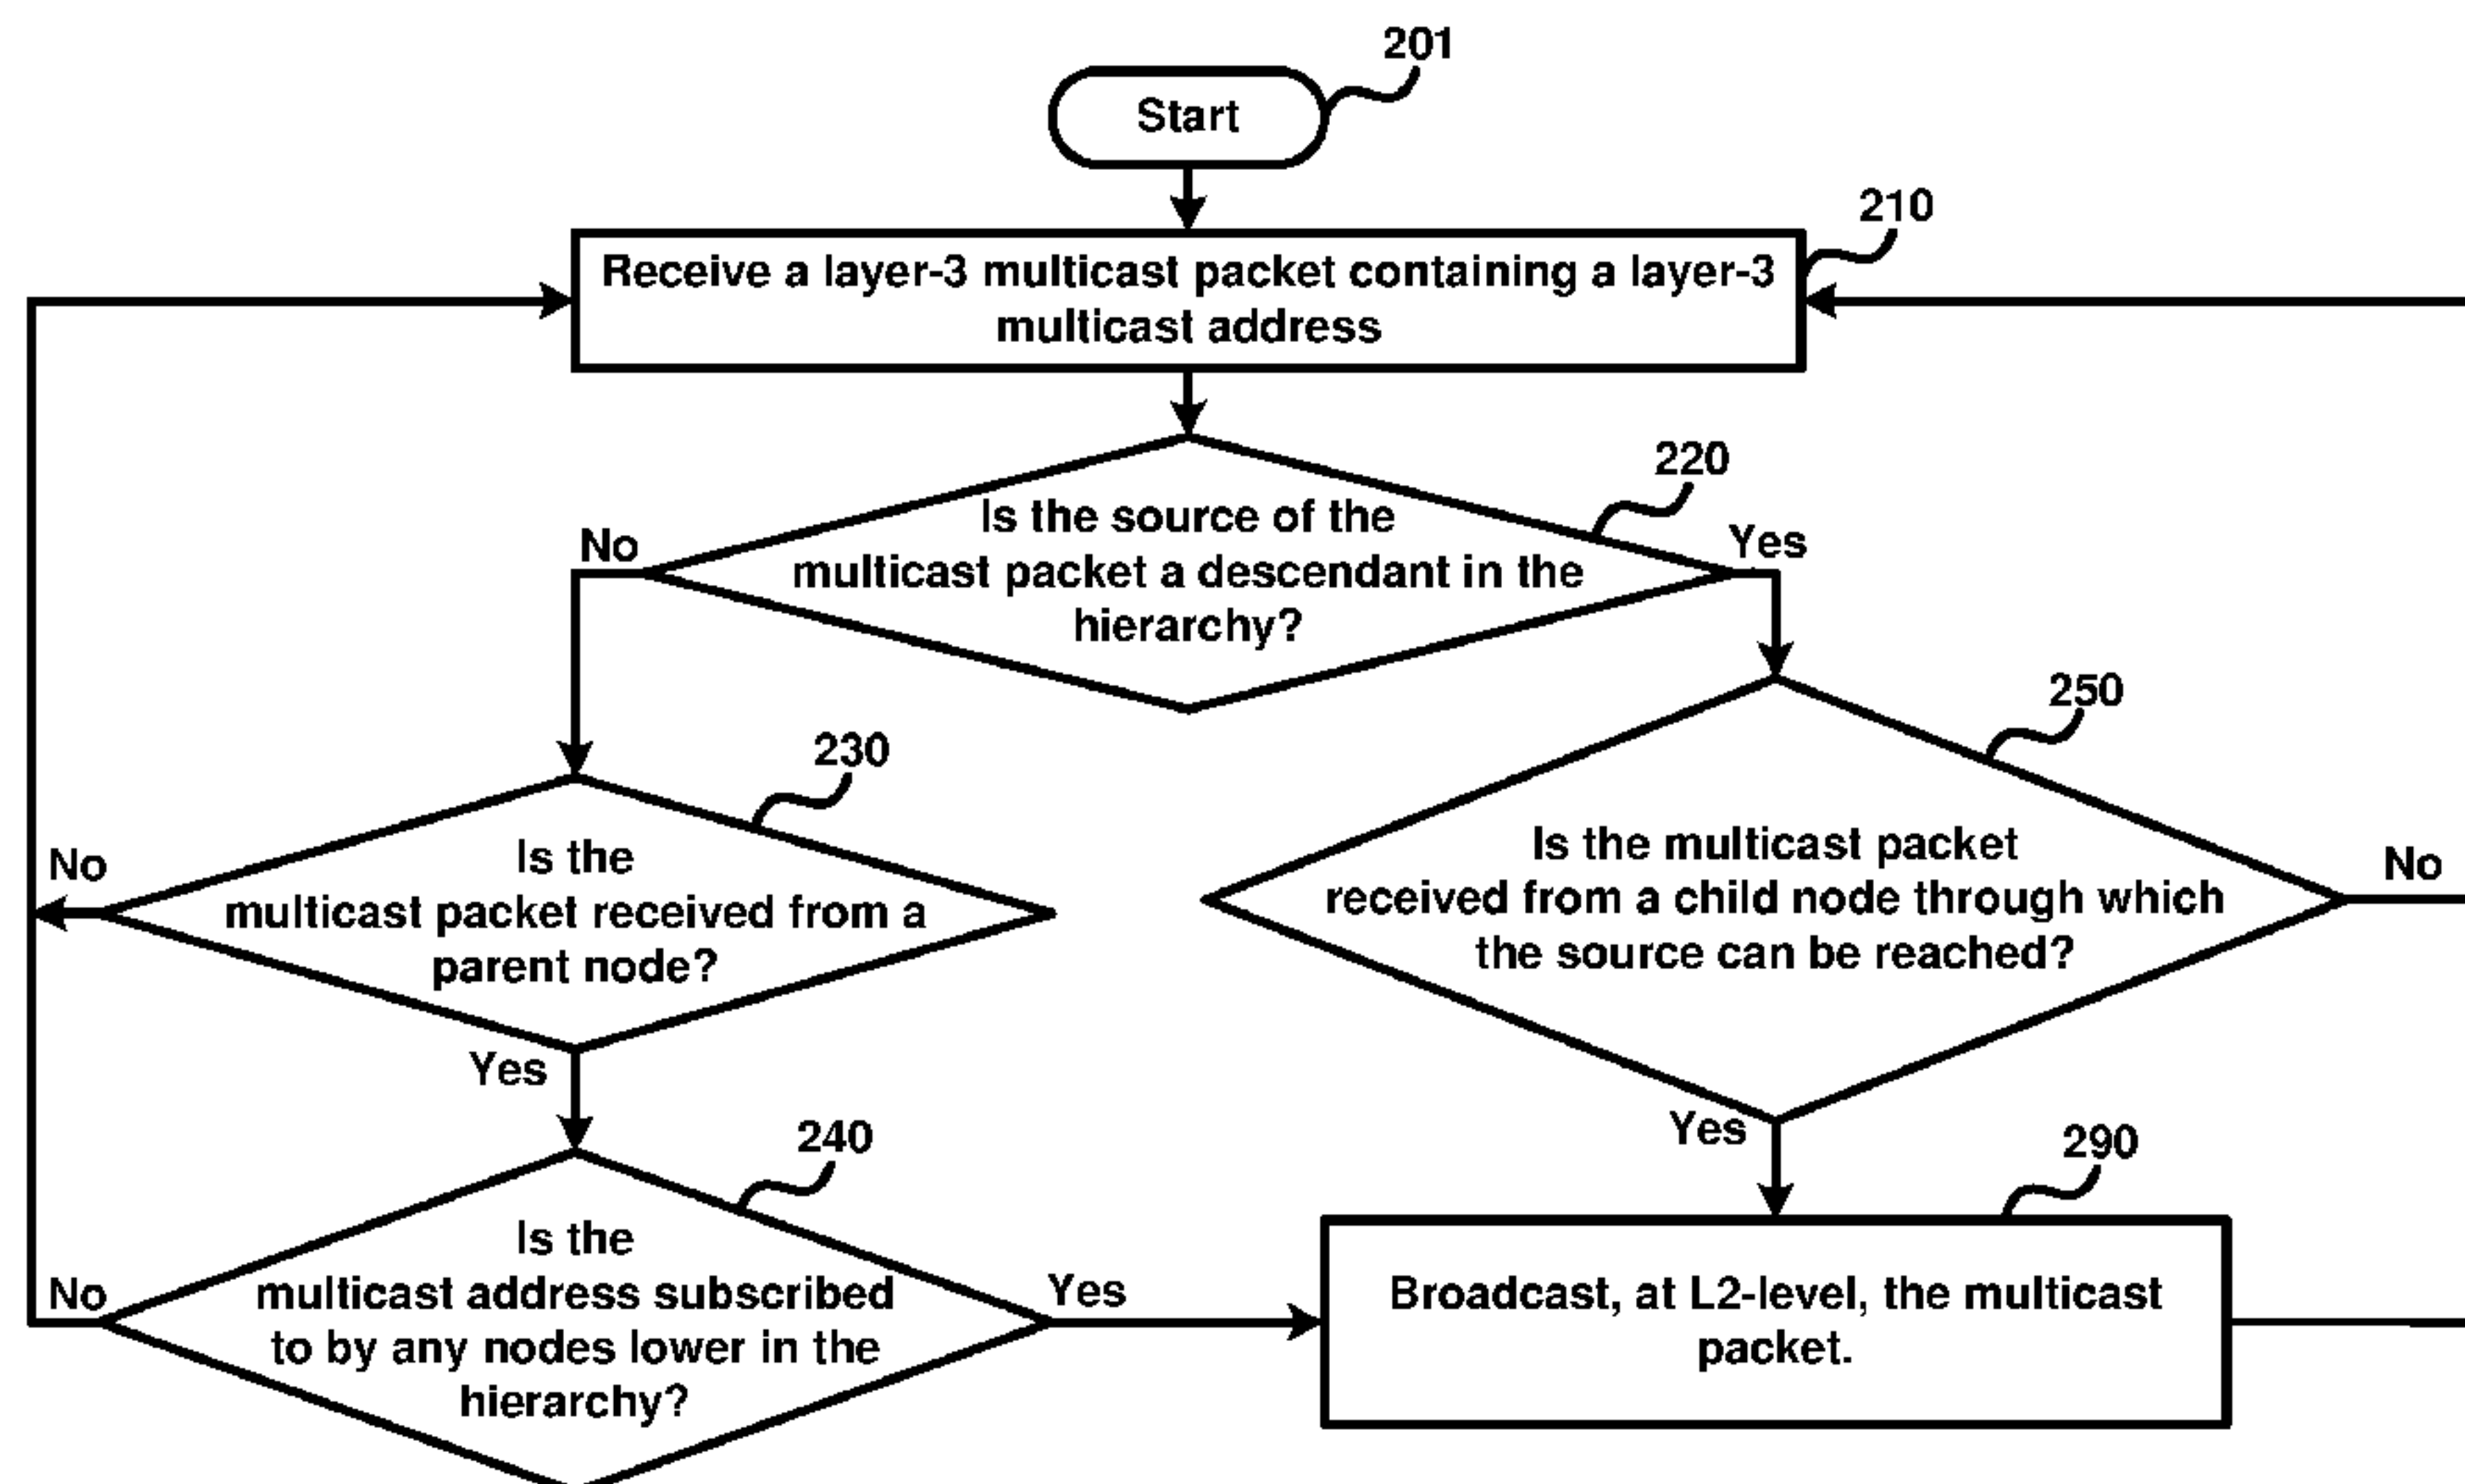 201
Start
210
Receive a layer-3 multicast packet containing a layer-3
multicast address
220
Is the source of the
multicast packet a descendant in the
hierarchy?
No
Yes
250
230
Is the
multicast packet received from a
parent node?
No
Yes
Is the multicast packet
received from a child node through which
the source can be reached?
No
Yes
240
Is the
multicast address subscribed
to by any nodes lower in the
hierarchy?
No
Yes
290
Broadcast, at L2-level, the multicast
packet.